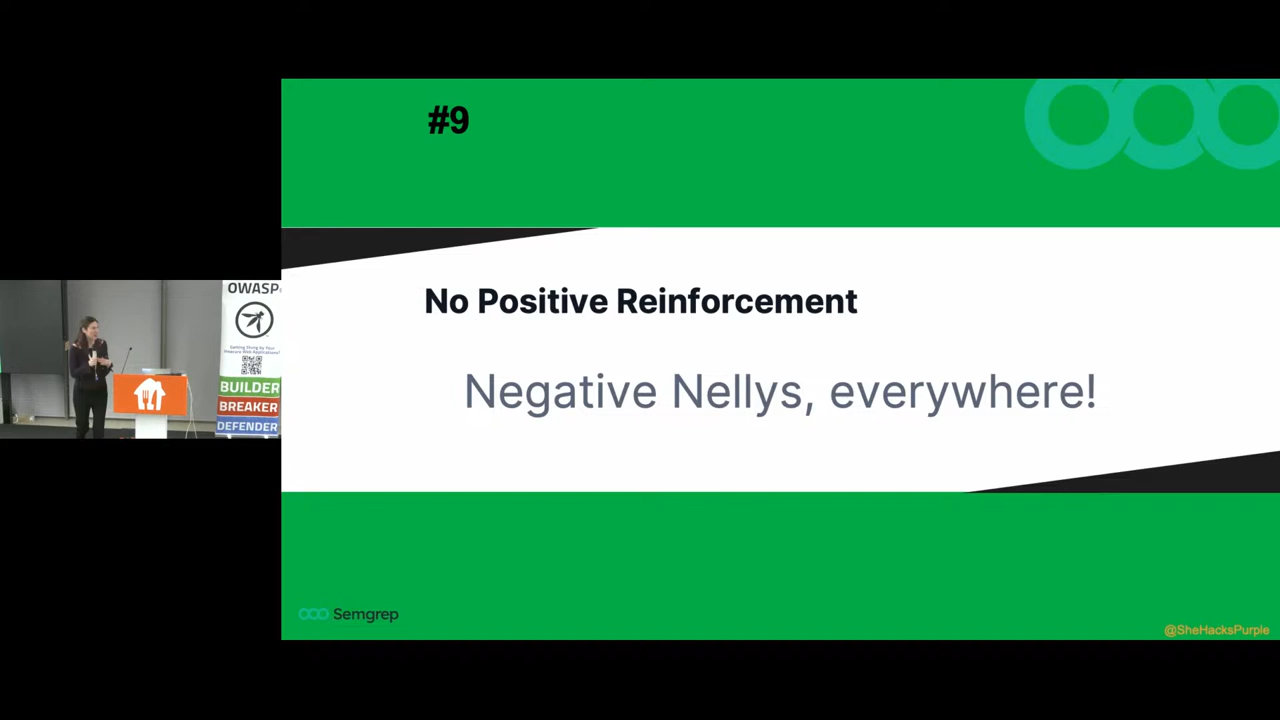 #9
No Positive Reinforcement
Negative Nellys, everywhere!
OWASP
BUILDER
BREAKER
DEFENDER
Semgrep
@SheHacksPurple